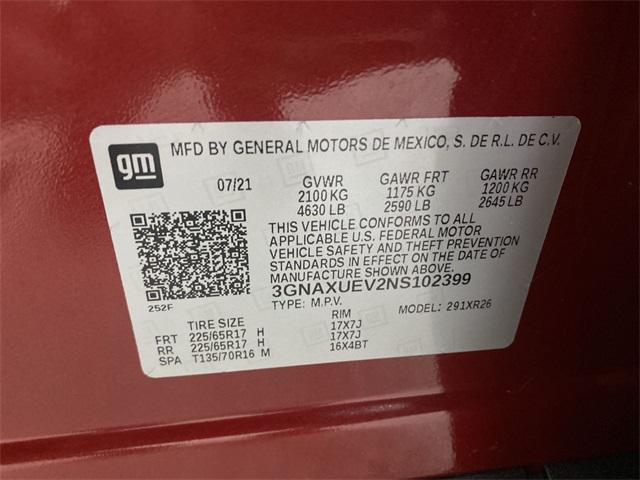 gm MFD BY GENERAL MOTORS DE MEXICO, S. DE R.L. DE C.V.
07/21 GVWR GAWR FRT GAWR RR
2100 KG 1175 KG 1200 KG
4630 LB 2590 LB 2645 LB
THIS VEHICLE CONFORMS TO ALL
APPLICABLE U.S. FEDERAL MOTOR
VEHICLE SAFETY AND THEFT PREVENTION
STANDARDS IN EFFECT ON THE DATE OF
MANUFACTURE SHOWN ABOVE.
3GNAXUEV2NS102399
252F TYPE: M.P.V. MODEL: 291XR26
TIRE SIZE RIM
FRT 225/65R17 H 17X7J
RR 225/65R17 H 17X7J
SPA T135/70R16 M 16X4BT